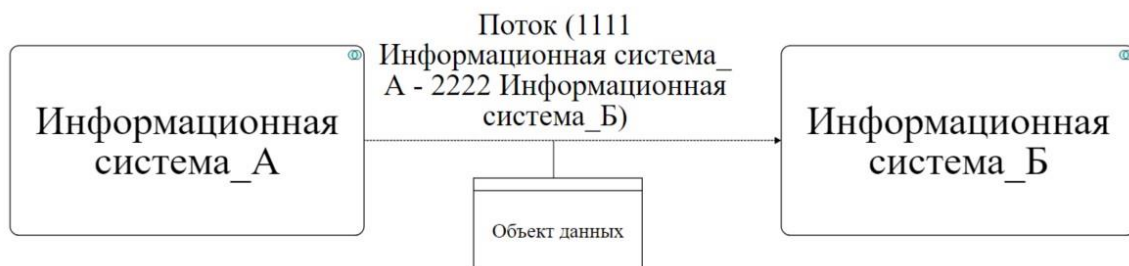 Поток (1111
Информационная система_
А - 2222 Информационная
система_Б)
Информационная
система_А
Информационная
система_Б
Объект данных